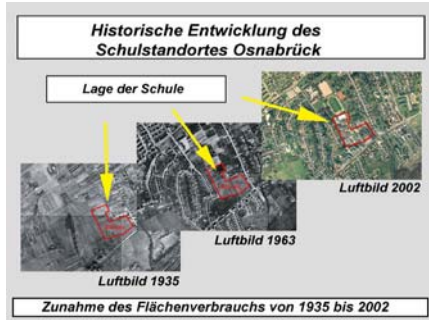 Historische Entwicklung des
Schulstandortes Osnabrück
Lage der Schule
Luftbild 2002
Luftbild 1963
Luftbild 1935
Zunahme des Flächenverbrauchs von 1935 bis 2002